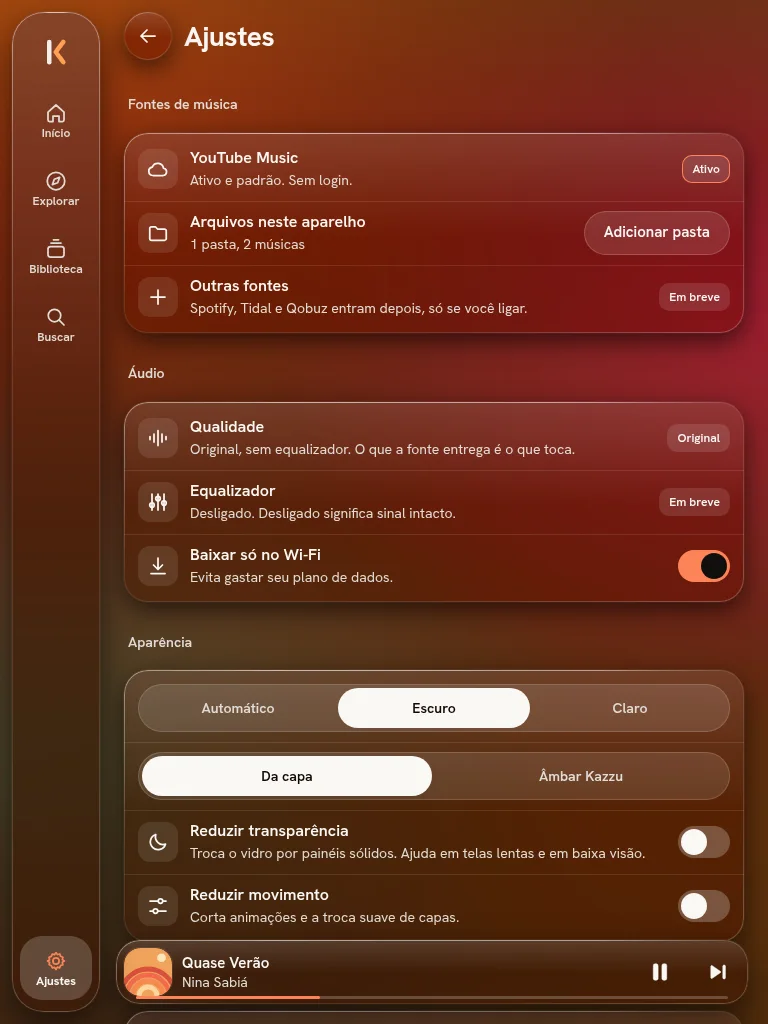 Ajustes
Início
Explorar
Biblioteca
Buscar
Ajustes
Fontes de música
YouTube Music
Ativo e padrão. Sem login.
Ativo
Arquivos neste aparelho
1 pasta, 2 músicas
Adicionar pasta
Outras fontes
Spotify, Tidal e Qobuz entram depois, só se você ligar.
Em breve
Áudio
Qualidade
Original, sem equalizador. O que a fonte entrega é o que toca.
Original
Equalizador
Desligado. Desligado significa sinal intacto.
Em breve
Baixar só no Wi-Fi
Evita gastar seu plano de dados.
Aparência
Automático
Escuro
Claro
Da capa
Âmbar Kazzu
Reduzir transparência
Troca o vidro por painéis sólidos. Ajuda em telas lentas e em baixa visão.
Reduzir movimento
Corta animações e a troca suave de capas.
Quase Verão
Nina Sabiá